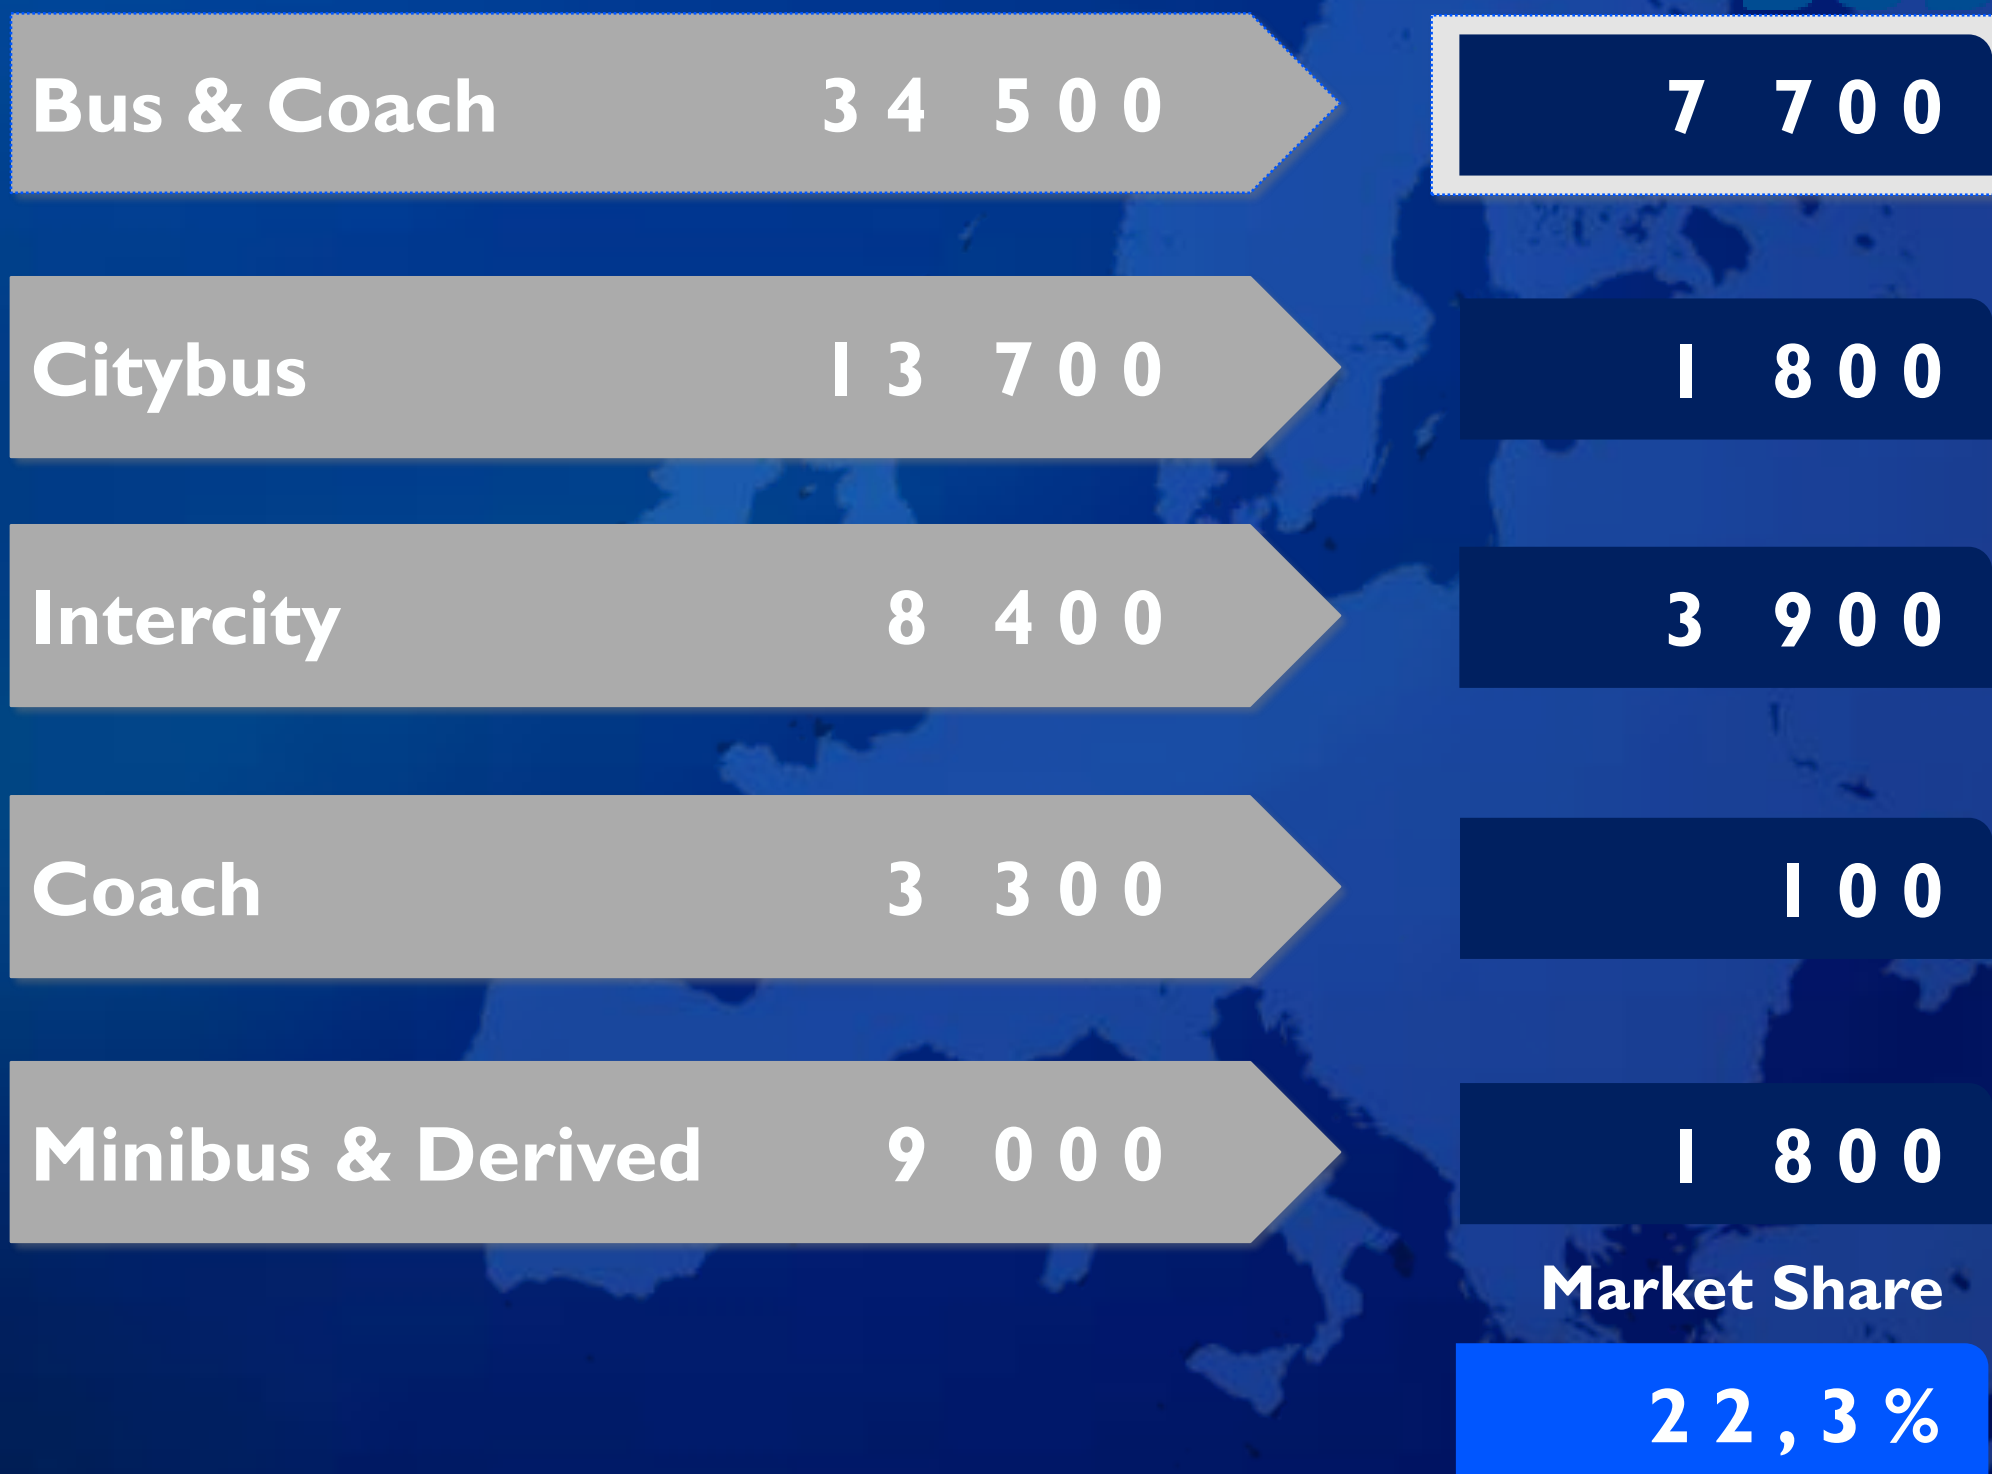 Bus & Coach 34 500 7 700
Citybus 13 700 1 800
Intercity 8 400 3 900
Coach 3 300 100
Minibus & Derived 9 000 1 800
Market Share
22,3%